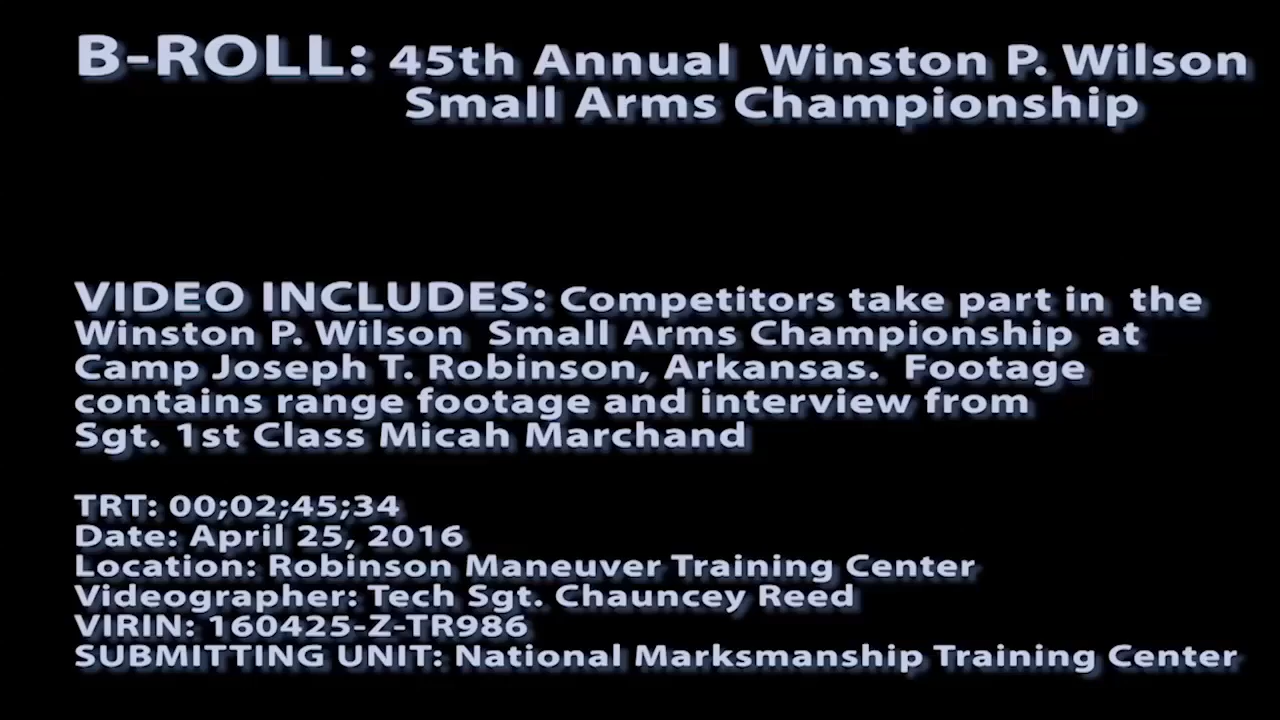 B-ROLL: 45th Annual Winston P. Wilson
Small Arms Championship
VIDEO INCLUDES: Competitors take part in the
Winston P. Wilson Small Arms Championship at
Camp Joseph T. Robinson, Arkansas. Footage
contains range footage and interview from
Sgt. 1st Class Micah Marchand
TRT: 00;02;45;34
Date: April 25, 2016
Location: Robinson Maneuver Training Center
Videographer: Tech Sgt. Chauncey Reed
VIRIN: 160425-Z-TR986
SUBMITTING UNIT: National Marksmanship Training Center